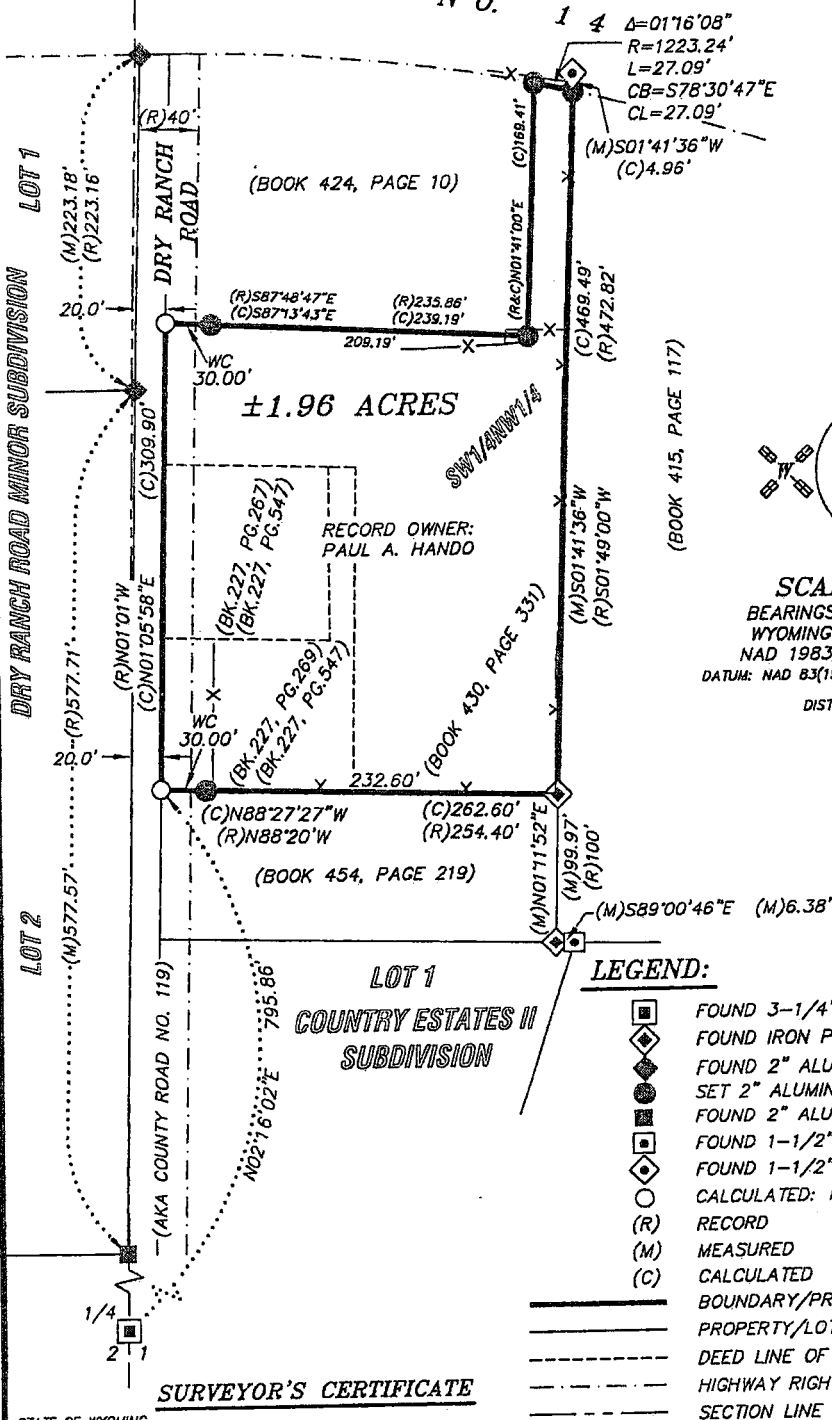 N O.
1 4
Δ=01°16'08"
R=1223.24'
L=27.09'
CB=S78°30'47"E
CL=27.09'
(M)S01°41'36"W
(C)4.96'
(R)40'
(C)169.41'
(R&C)N01°41'00"E
LOT 1
(M)223.18'
(R)223.16'
DRY RANCH
ROAD
(BOOK 424, PAGE 10)
20.0'
(R)S87°48'47"E
(C)S87°13'43"E
(R)235.86'
(C)239.19'
209.19'
(C)469.49'
(R)472.82'
WC
30.00'
±1.96 ACRES
SW1/4NW1/4
(BOOK 415, PAGE 117)
W
DRY RANCH ROAD MINOR SUBDIVISION
(C)309.90'
(R)N01°01'W
(C)N01°05'58"E
(BK.227, PG.267)
(BK.227, PG.547)
RECORD OWNER:
PAUL A. HANDO
(M)S01°41'36"W
(R)S01°49'00"W
SCA
BEARINGS
WYOMING
NAD 1983
DATUM: NAD 83(1
DIST
(R)577.71'
20.0'
WC
30.00'
(BK.227, PG.269)
(BK.227, PG.547)
(BOOK 430, PAGE 331)
232.60'
(C)N88°27'27"W
(R)N88°20'W
(C)262.60'
(R)254.40'
(M)N01°11'52"E
(M)99.97'
(R)100'
(BOOK 454, PAGE 219)
(M)S89°00'46"E (M)6.38'
LOT 2
(M)577.57'
(AKA COUNTY ROAD NO. 119)
N02°16'02"E 795.86'
LOT 1
COUNTRY ESTATES II
SUBDIVISION
LEGEND:
FOUND 3-1/4"
FOUND IRON P
FOUND 2" ALU
SET 2" ALUMIN
FOUND 2" ALU
FOUND 1-1/2"
FOUND 1-1/2"
CALCULATED:
(R) RECORD
(M) MEASURED
(C) CALCULATED
BOUNDARY/PR
PROPERTY/LOT
DEED LINE OF
HIGHWAY RIGH
SECTION LINE
1/4
2 1
SURVEYOR'S CERTIFICATE